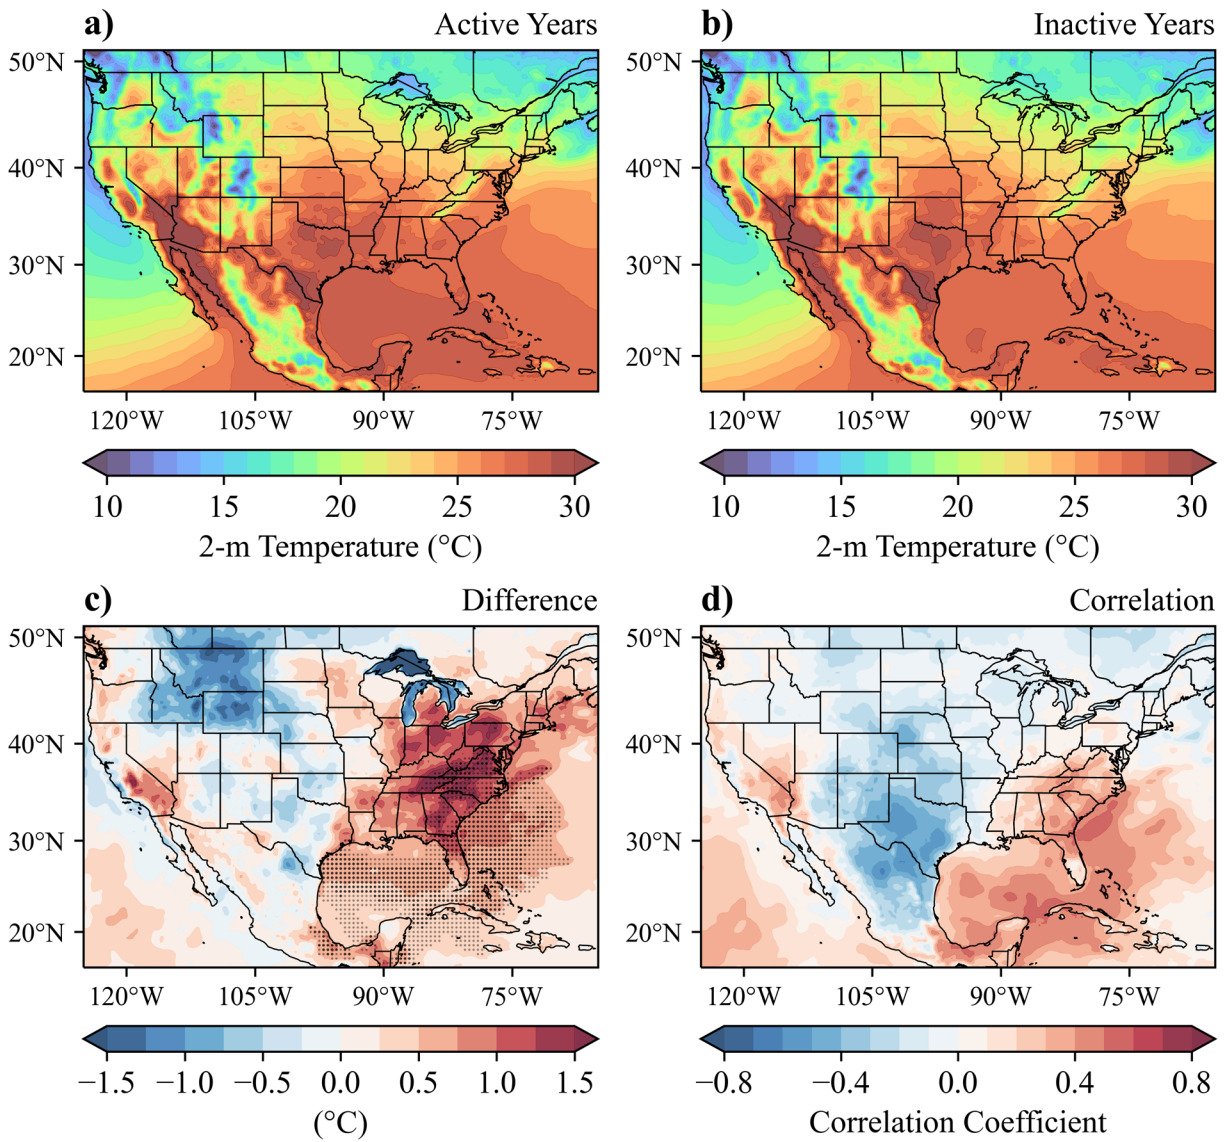 a) Active Years
50°N
40°N
30°N
20°N
120°W 105°W 90°W 75°W
10 15 20 25 30
2-m Temperature (°C)
b) Inactive Years
50°N
40°N
30°N
20°N
120°W 105°W 90°W 75°W
10 15 20 25 30
2-m Temperature (°C)
c) Difference
50°N
40°N
30°N
20°N
120°W 105°W 90°W 75°W
−1.5 −1.0 −0.5 0.0 0.5 1.0 1.5
(°C)
d) Correlation
50°N
40°N
30°N
20°N
120°W 105°W 90°W 75°W
−0.8 −0.4 0.0 0.4 0.8
Correlation Coefficient